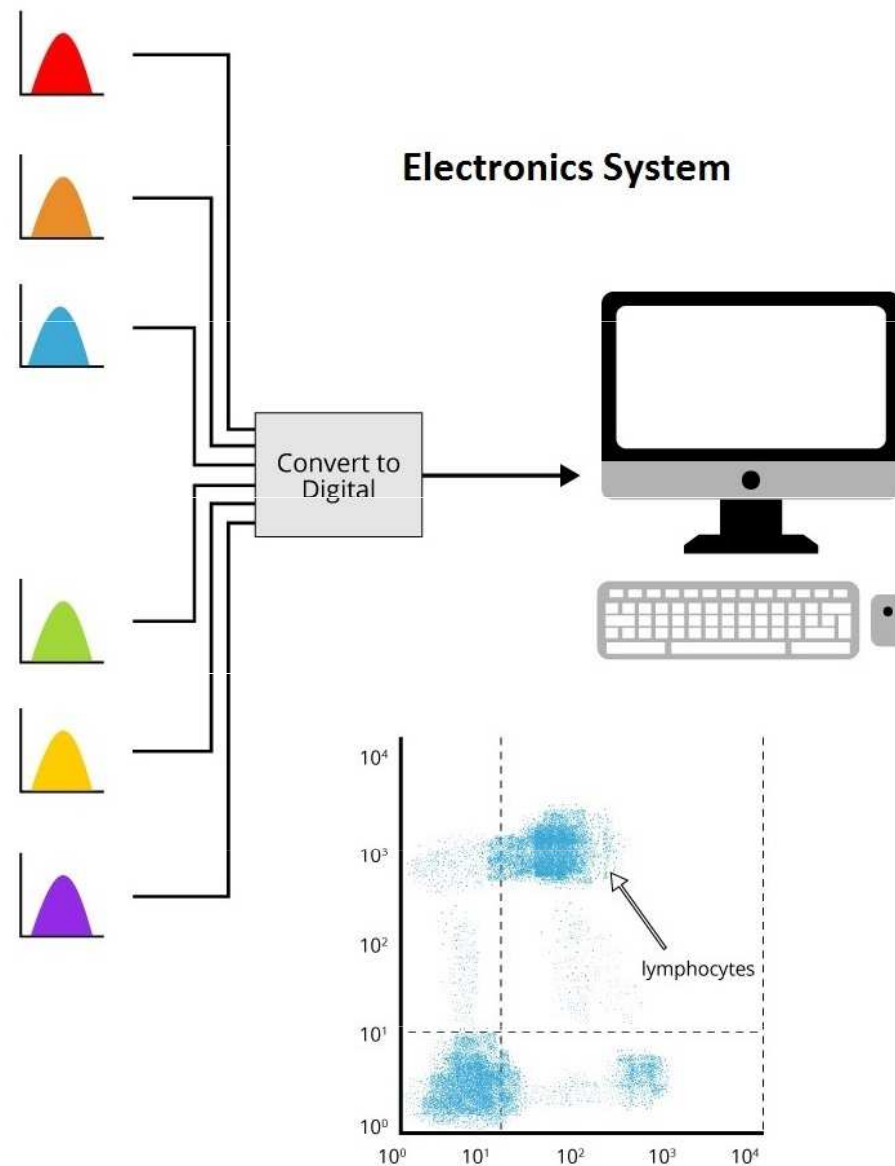 Electronics System
Convert to
Digital
10⁴
10³
10²
10¹
10⁰
lymphocytes
10⁰ 10¹ 10² 10³ 10⁴